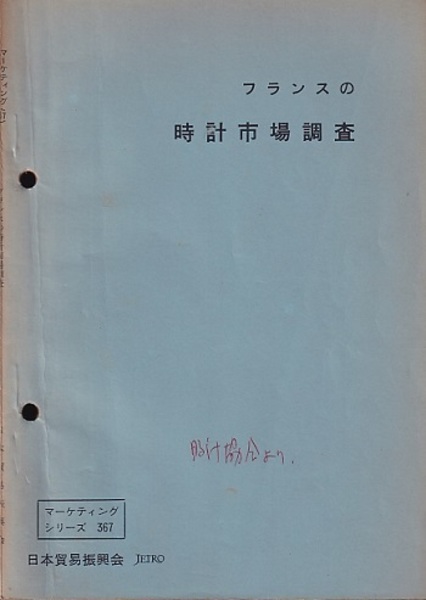 フランスの
時計市場調査
時計協会より.
マーケティング
シリーズ 367
日本貿易振興会 JETRO